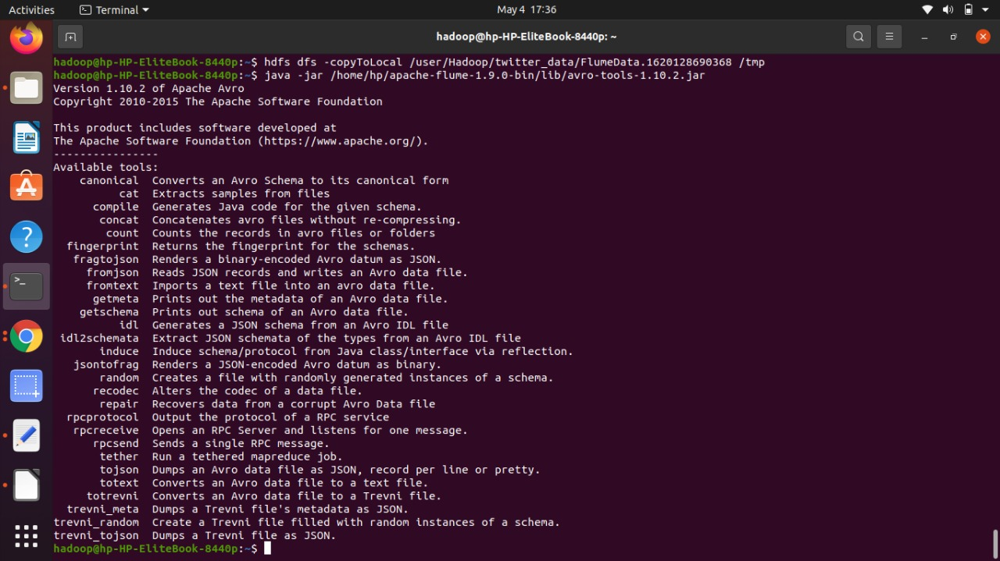 Activities Terminal May 4 17:36
hadoop@hp-HP-EliteBook-8440p: ~
hadoop@hp-HP-EliteBook-8440p:~$ hdfs dfs -copyToLocal /user/Hadoop/twitter_data/FlumeData.1620128690368 /tmp
hadoop@hp-HP-EliteBook-8440p:~$ java -jar /home/hp/apache-flume-1.9.0-bin/lib/avro-tools-1.10.2.jar
Version 1.10.2 of Apache Avro
Copyright 2010-2015 The Apache Software Foundation
This product includes software developed at
The Apache Software Foundation (https://www.apache.org/).
----------------
Available tools:
canonical Converts an Avro Schema to its canonical form
cat Extracts samples from files
compile Generates Java code for the given schema.
concat Concatenates avro files without re-compressing.
count Counts the records in avro files or folders
fingerprint Returns the fingerprint for the schemas.
fragtojson Renders a binary-encoded Avro datum as JSON.
fromjson Reads JSON records and writes an Avro data file.
fromtext Imports a text file into an avro data file.
getmeta Prints out the metadata of an Avro data file.
getschema Prints out schema of an Avro data file.
idl Generates a JSON schema from an Avro IDL file
idl2schemata Extract JSON schemata of the types from an Avro IDL file
induce Induce schema/protocol from Java class/interface via reflection.
jsontofrag Renders a JSON-encoded Avro datum as binary.
random Creates a file with randomly generated instances of a schema.
recodec Alters the codec of a data file.
repair Recovers data from a corrupt Avro Data file
rpcprotocol Output the protocol of a RPC service
rpcreceive Opens an RPC Server and listens for one message.
rpcsend Sends a single RPC message.
tether Run a tethered mapreduce job.
tojson Dumps an Avro data file as JSON, record per line or pretty.
totext Converts an Avro data file to a text file.
totrevni Converts an Avro data file to a Trevni file.
trevni_meta Dumps a Trevni file's metadata as JSON.
trevni_random Create a Trevni file filled with random instances of a schema.
trevni_tojson Dumps a Trevni file as JSON.
hadoop@hp-HP-EliteBook-8440p:~$